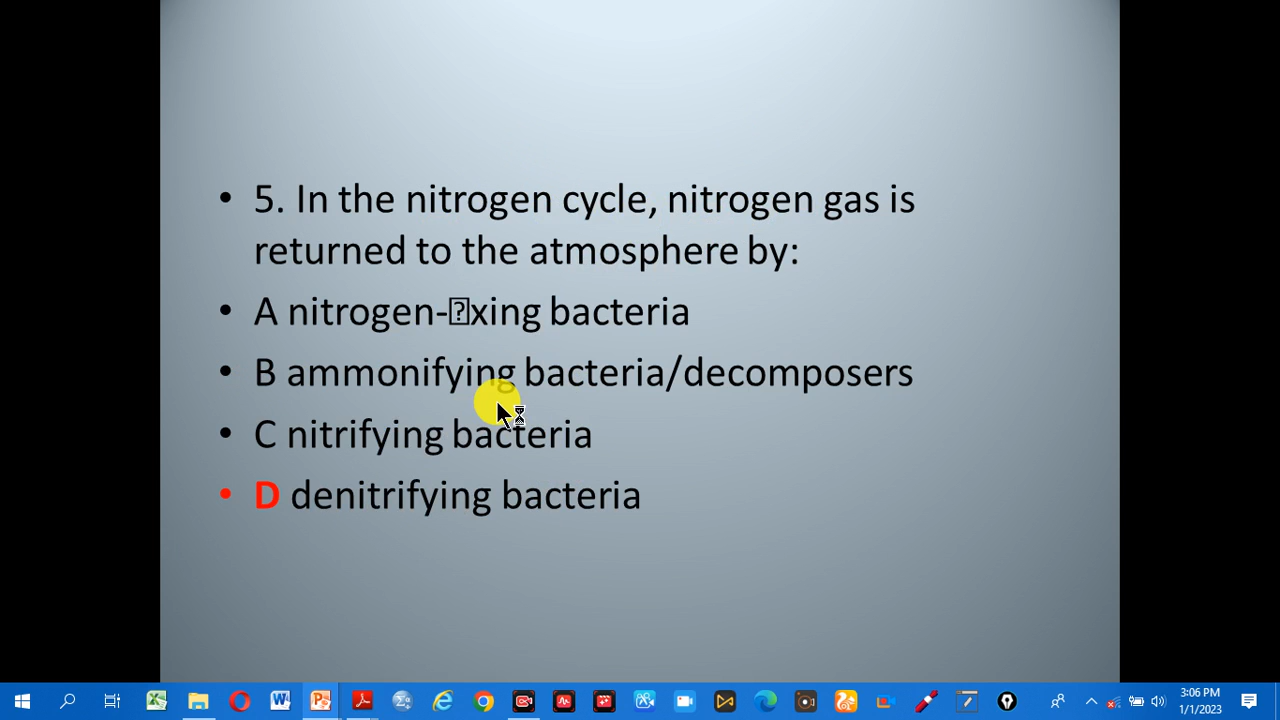 • 5. In the nitrogen cycle, nitrogen gas is
returned to the atmosphere by:
• A nitrogen-�xing bacteria
• B ammonifying bacteria/decomposers
• C nitrifying bacteria
• D denitrifying bacteria
3:06 PM
1/1/2023